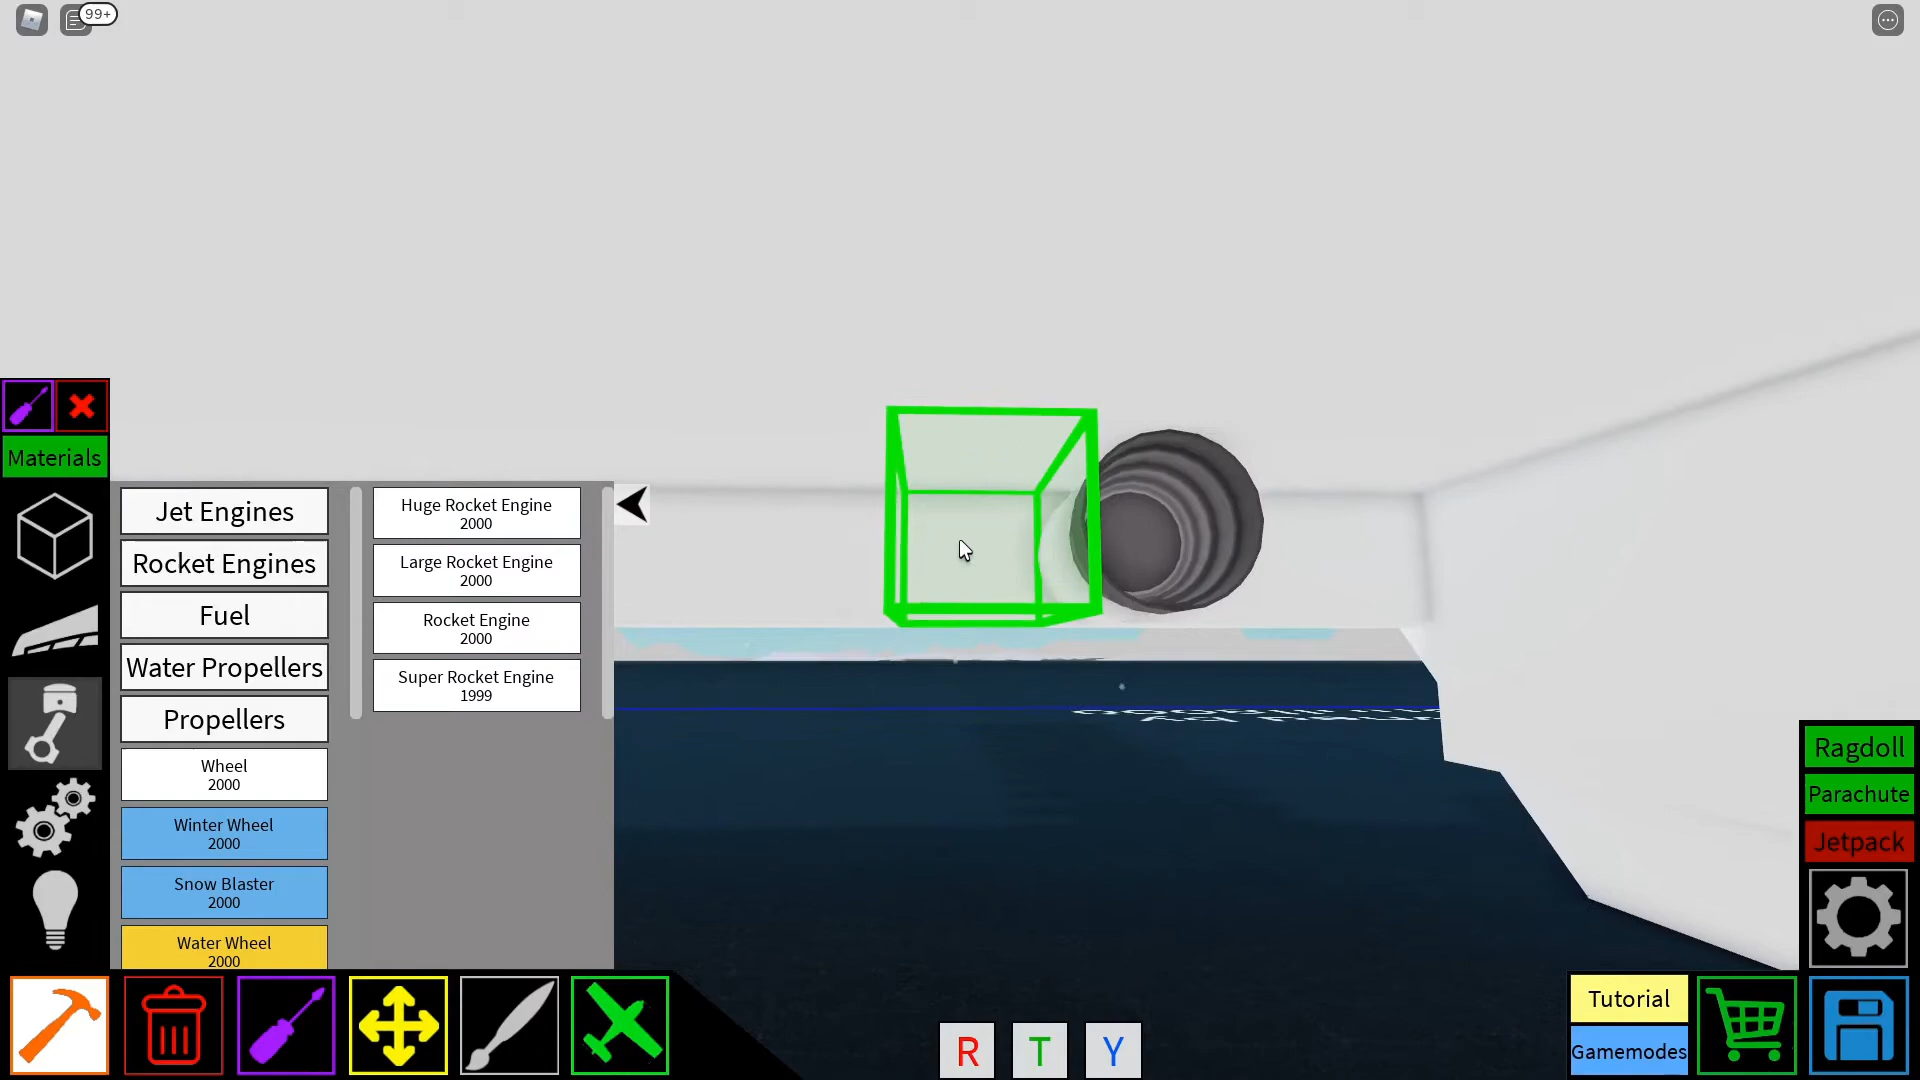 99+
Materials
Jet Engines
Rocket Engines
Fuel
Water Propellers
Propellers
Wheel
2000
Winter Wheel
2000
Snow Blaster
2000
Water Wheel
2000
Huge Rocket Engine
2000
Large Rocket Engine
2000
Rocket Engine
2000
Super Rocket Engine
1999
Ragdoll
Parachute
Jetpack
Tutorial
Gamemodes
R T Y